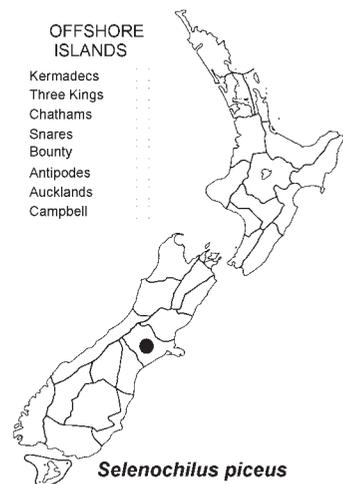 OFFSHORE
ISLANDS
Kermadecs
Three Kings
Chathams
Snares
Bounty
Antipodes
Aucklands
Campbell
Selenochilus piceus